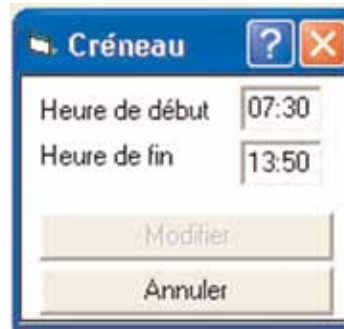 Créneau
Heure de début 07:30
Heure de fin 13:50
Modifier
Annuler